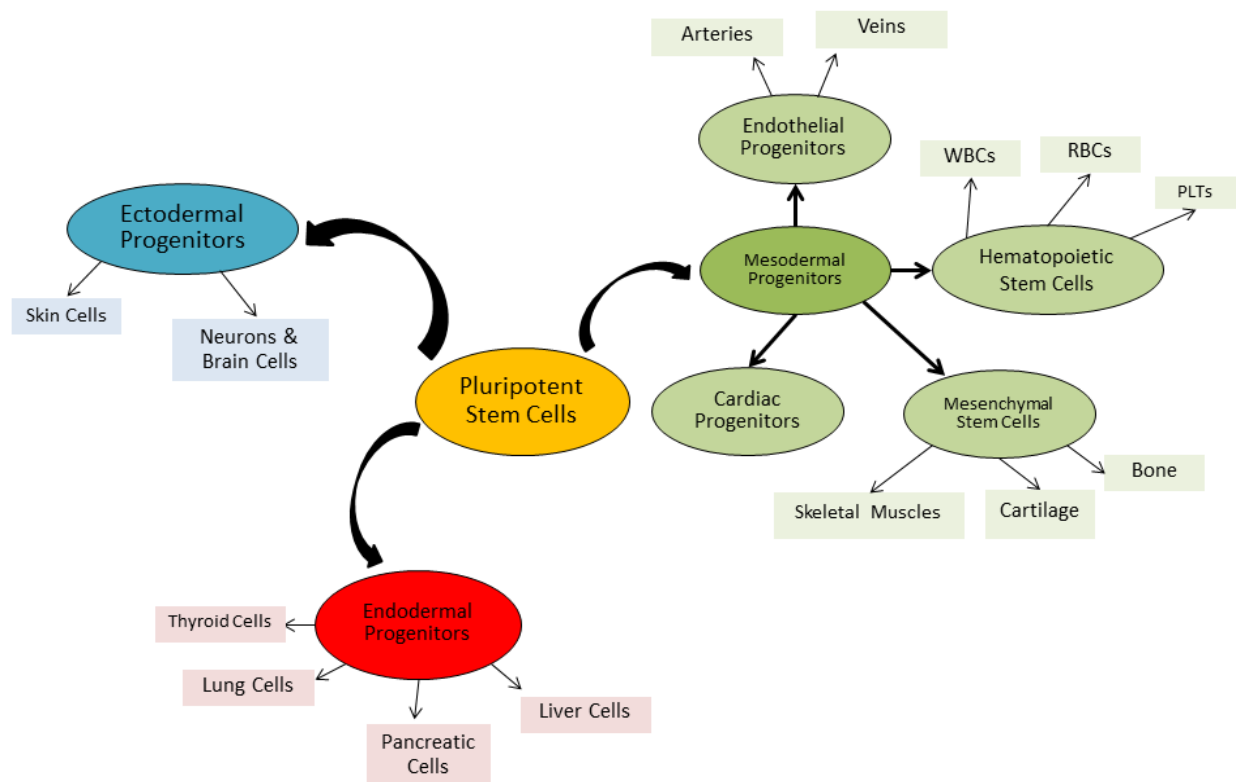 Arteries
Veins
Endothelial
Progenitors
WBCs
RBCs
PLTs
Ectodermal
Progenitors
Mesodermal
Progenitors
Hematopoietic
Stem Cells
Skin Cells
Neurons &
Brain Cells
Pluripotent
Stem Cells
Cardiac
Progenitors
Mesenchymal
Stem Cells
Bone
Skeletal Muscles
Cartilage
Endodermal
Progenitors
Thyroid Cells
Lung Cells
Liver Cells
Pancreatic
Cells